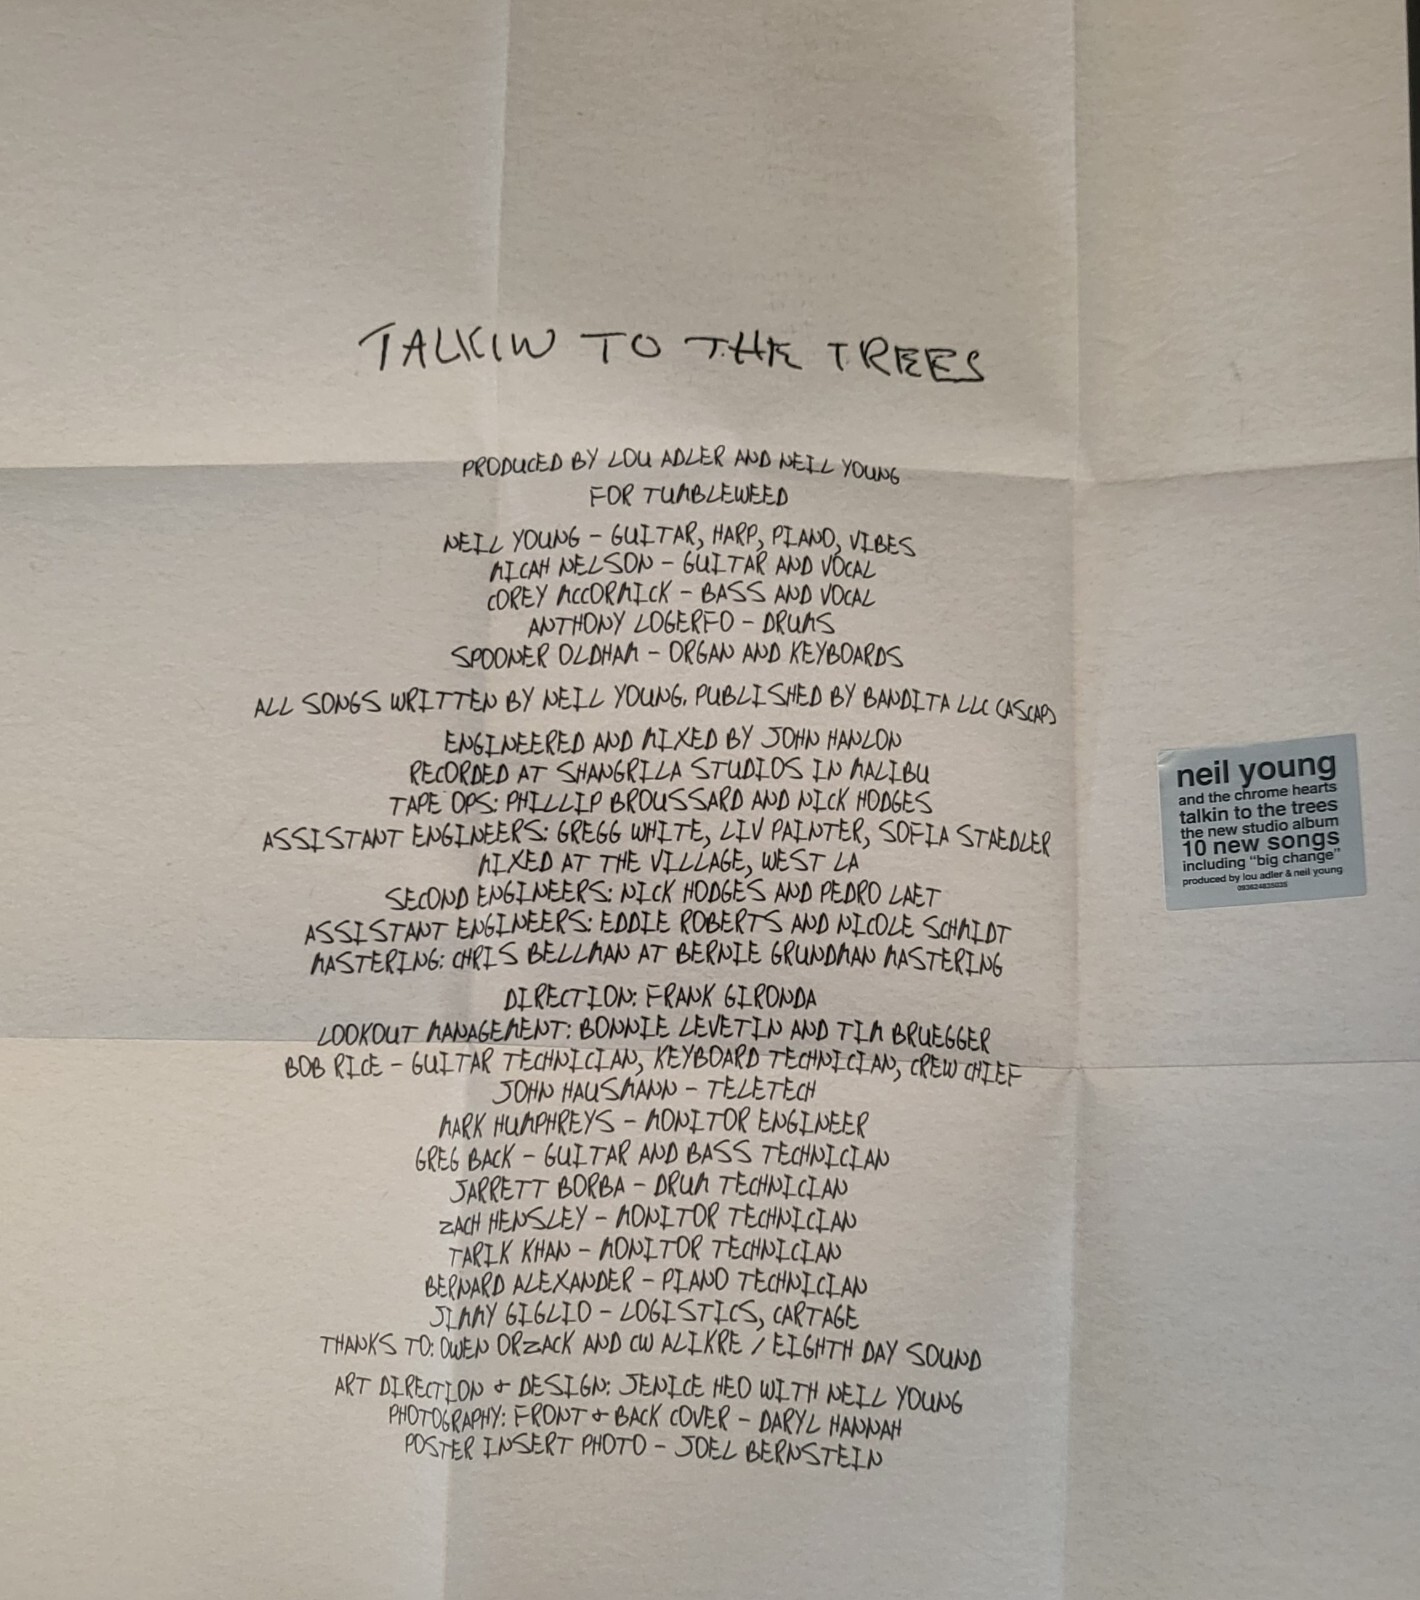 TALKIN TO THE TREES
PRODUCED BY LOU ADLER AND NEIL YOUNG
FOR TUMBLEWEED
NEIL YOUNG – GUITAR, HARP, PIANO, VIBES
MICAH NELSON – GUITAR AND VOCAL
COREY MCCORMICK – BASS AND VOCAL
ANTHONY LOGERFO – DRUMS
SPOONER OLDHAM – ORGAN AND KEYBOARDS
ALL SONGS WRITTEN BY NEIL YOUNG. PUBLISHED BY BANDITA LLC (ASCAP)
ENGINEERED AND MIXED BY JOHN HANLON
RECORDED AT SHANGRILA STUDIOS IN MALIBU
TAPE OPS: PHILLIP BROUSSARD AND NICK HODGES
ASSISTANT ENGINEERS: GREGG WHITE, LIV PAINTER, SOFIA STAEDLER
MIXED AT THE VILLAGE, WEST LA
SECOND ENGINEERS: NICK HODGES AND PEDRO LAET
ASSISTANT ENGINEERS: EDDIE ROBERTS AND NICOLE SCHMIDT
MASTERING: CHRIS BELLMAN AT BERNIE GRUNDMAN MASTERING
DIRECTION: FRANK GIRONDA
LOOKOUT MANAGEMENT: BONNIE LEVETIN AND TIM BRUEGGER
BOB RICE – GUITAR TECHNICIAN, KEYBOARD TECHNICIAN, CREW CHIEF
JOHN HAUSMANN – TELETECH
MARK HUMPHREYS – MONITOR ENGINEER
GREG BACK – GUITAR AND BASS TECHNICIAN
JARRETT BORBA – DRUM TECHNICIAN
ZACH HENSLEY – MONITOR TECHNICIAN
TARIK KHAN – MONITOR TECHNICIAN
BERNARD ALEXANDER – PIANO TECHNICIAN
JIMMY GIGLIO – LOGISTICS, CARTAGE
THANKS TO: OWEN ORZACK AND CW ALIKRE / EIGHTH DAY SOUND
ART DIRECTION + DESIGN: JENICE HEO WITH NEIL YOUNG
PHOTOGRAPHY: FRONT + BACK COVER – DARYL HANNAH
POSTER INSERT PHOTO – JOEL BERNSTEIN
neil young
and the chrome hearts
talkin to the trees
the new studio album
10 new songs
including "big change"
produced by lou adler & neil young